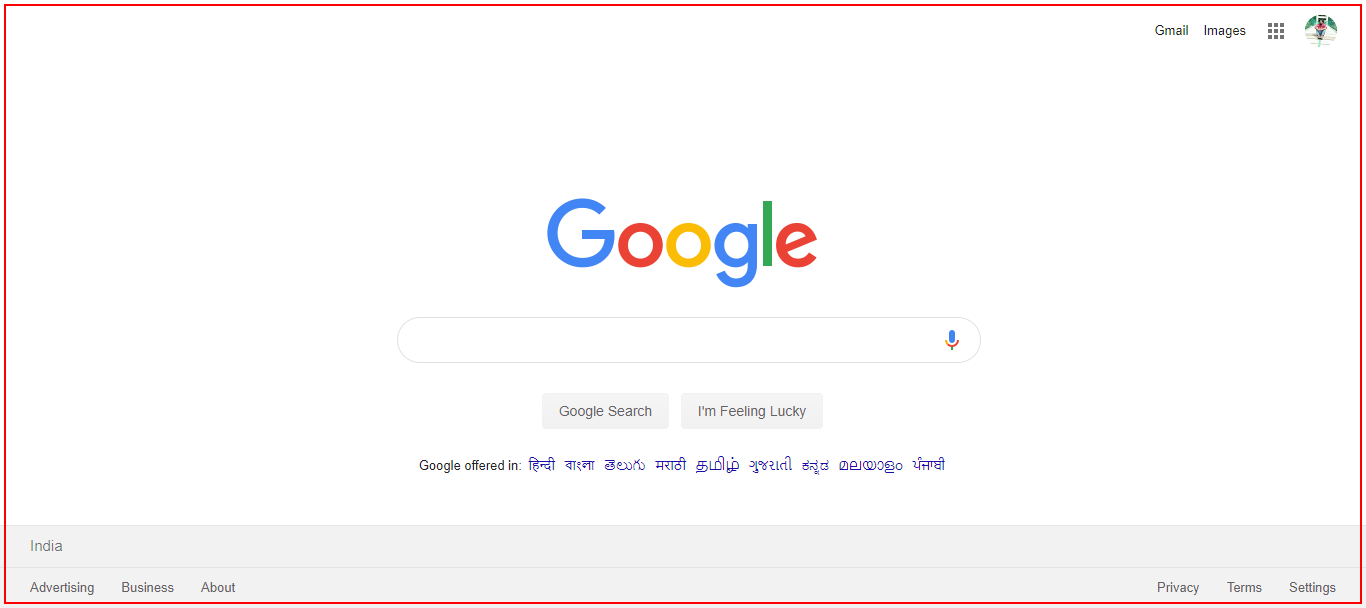 Gmail Images
Google
Google Search I'm Feeling Lucky
Google offered in: हिन्दी বাংলা తెలుగు मराठी தமிழ் ગુજરાતી ಕನ್ನಡ മലയാളം ਪੰਜਾਬੀ
India
Advertising Business About Privacy Terms Settings